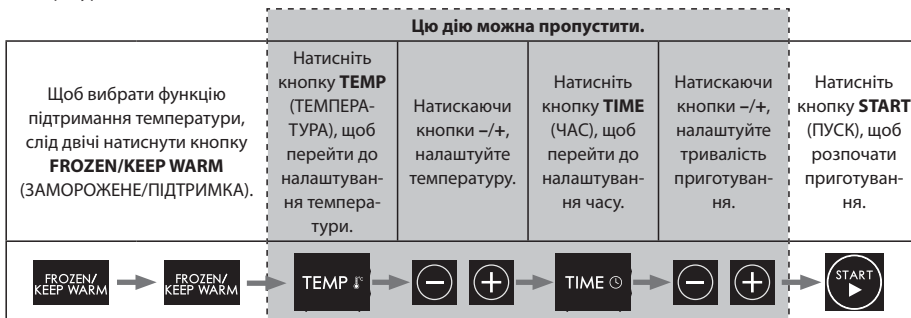 Цю дію можна пропустити.
Щоб вибрати функцію
підтримання температури,
слід двічі натиснути кнопку
FROZEN/KEEP WARM
(ЗАМОРОЖЕНЕ/ПІДТРИМКА).
Натисніть
кнопку TEMP
(ТЕМПЕРА-
ТУРА), щоб
перейти до
налаштуван-
ня темпера-
тури.
Натискаючи
кнопки –/+,
налаштуйте
температуру.
Натисніть
кнопку TIME
(ЧАС), щоб
перейти до
налаштуван-
ня часу.
Натискаючи
кнопки –/+,
налаштуйте
тривалість
приготуван-
ня.
Натисніть
кнопку START
(ПУСК), щоб
розпочати
приготуван-
ня.
FROZEN/
KEEP WARM
FROZEN/
KEEP WARM
TEMP °C
– +
TIME
– +
START